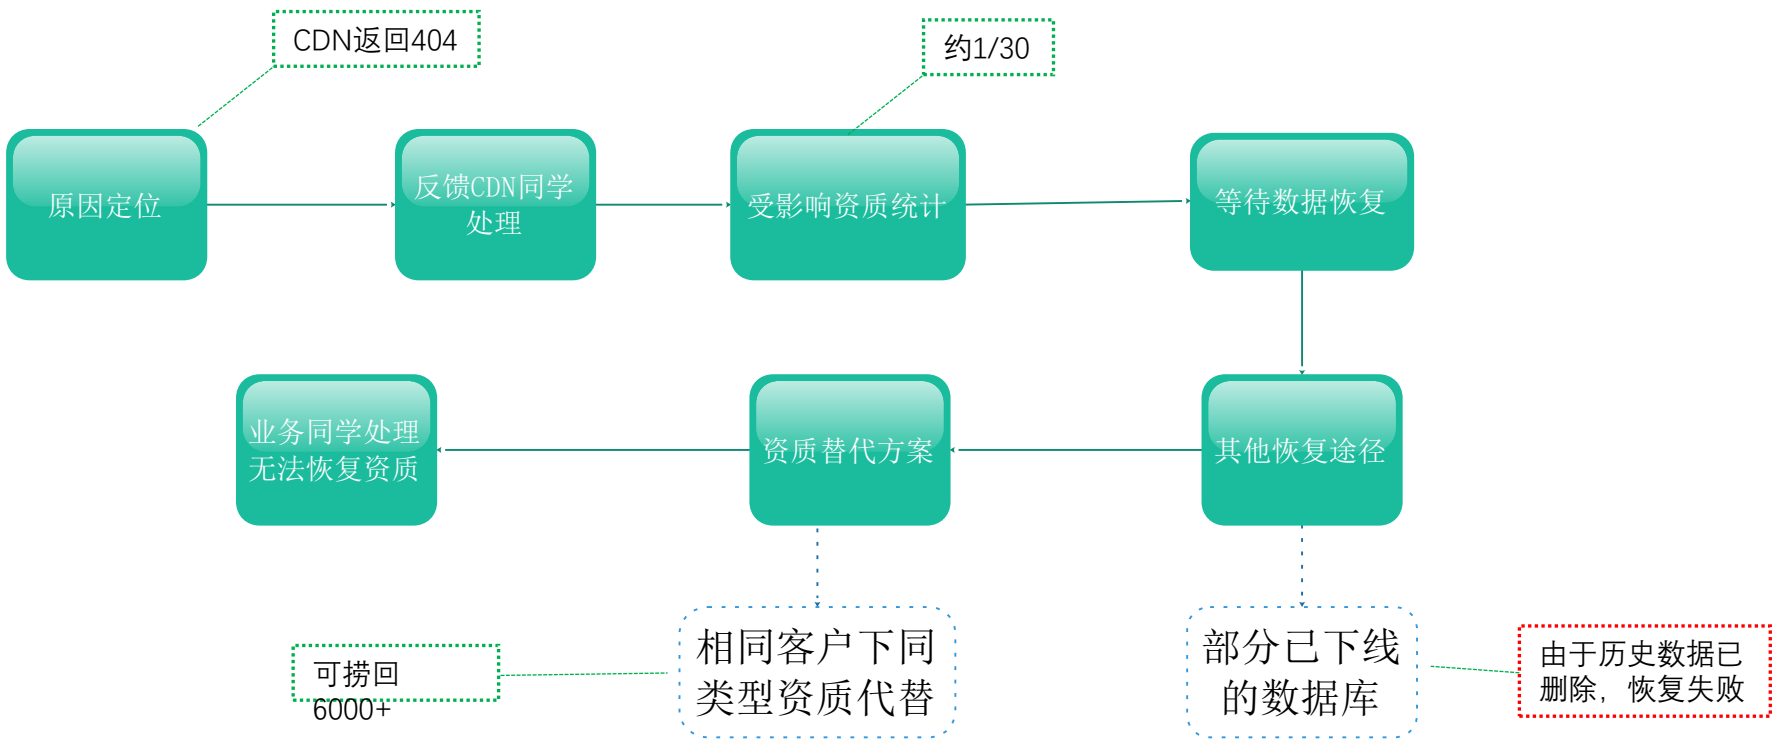 CDN返回404
约1/30
原因定位
反馈CDN同学
处理
受影响资质统计
等待数据恢复
业务同学处理
无法恢复资质
资质替代方案
其他恢复途径
可捞回
6000+
相同客户下同
类型资质代替
部分已下线
的数据库
由于历史数据已
删除，恢复失败